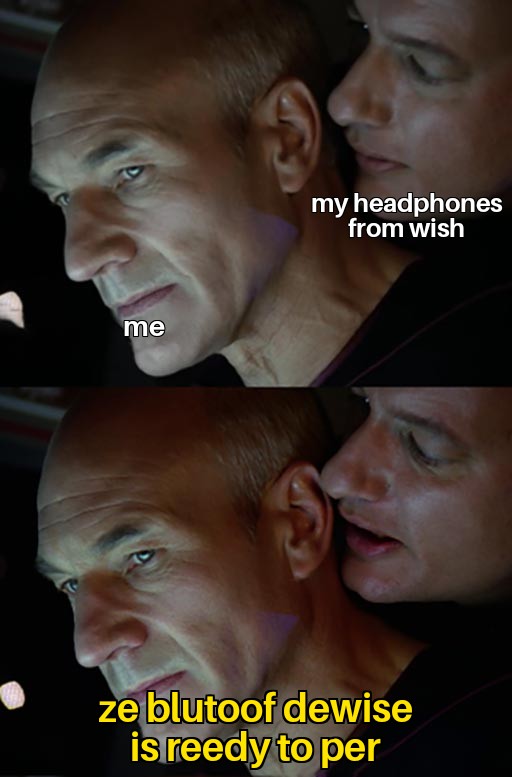 my headphones
from wish
me
ze blutoof dewise
is reedy to per